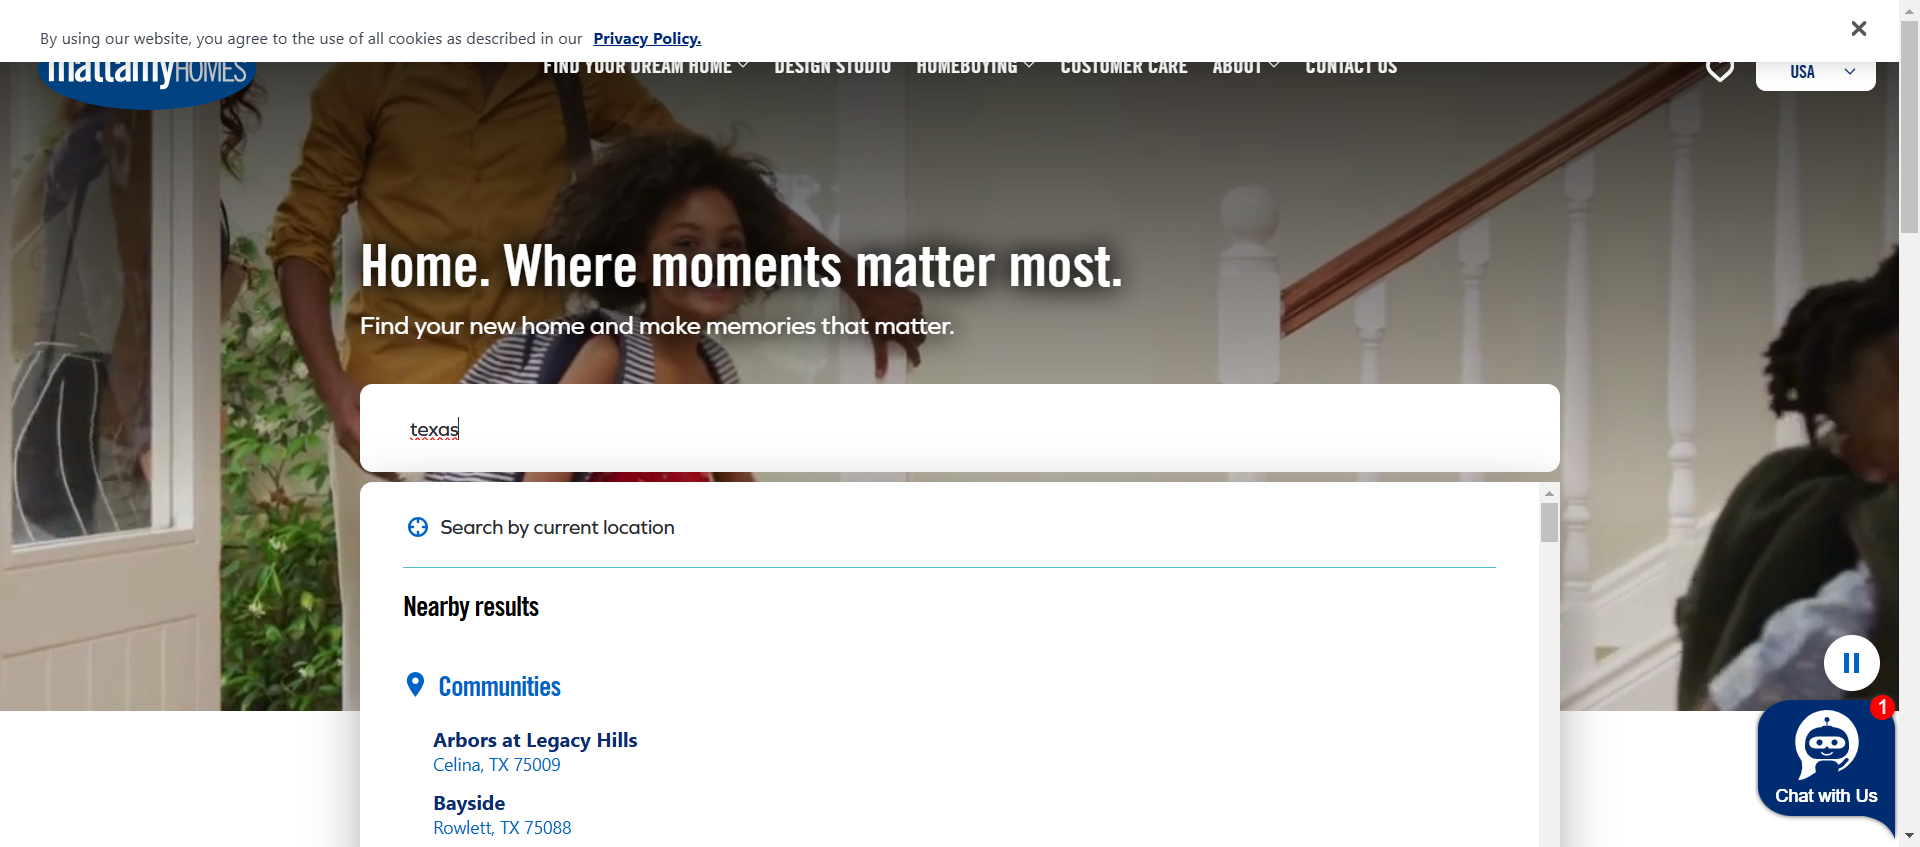 By using our website, you agree to the use of all cookies as described in our Privacy Policy.
mattamyHOMES
FIND YOUR DREAM HOME
DESIGN STUDIO
HOMEBUYING
CUSTOMER CARE
ABOUT
CONTACT US
USA
Home. Where moments matter most.
Find your new home and make memories that matter.
texas
Search by current location
Nearby results
Communities
Arbors at Legacy Hills
Celina, TX 75009
Bayside
Rowlett, TX 75088
1
Chat with Us